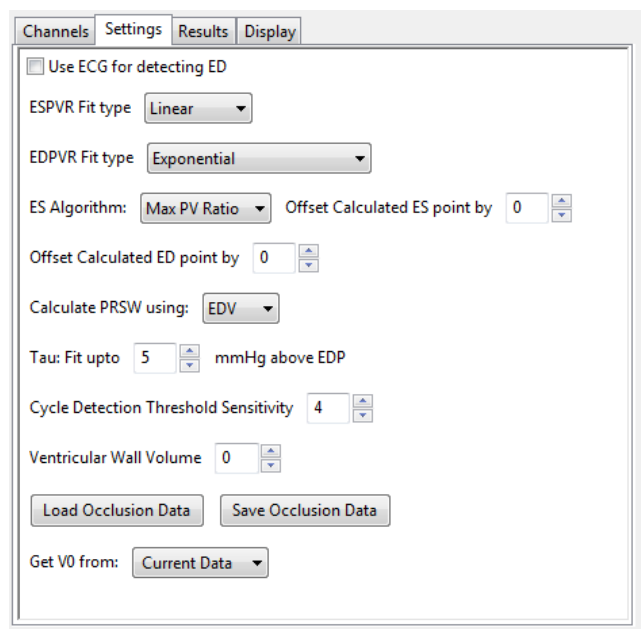 Channels Settings Results Display
Use ECG for detecting ED
ESPVR Fit type Linear
EDPVR Fit type Exponential
ES Algorithm: Max PV Ratio Offset Calculated ES point by 0
Offset Calculated ED point by 0
Calculate PRSW using: EDV
Tau: Fit upto 5 mmHg above EDP
Cycle Detection Threshold Sensitivity 4
Ventricular Wall Volume 0
Load Occlusion Data Save Occlusion Data
Get V0 from: Current Data